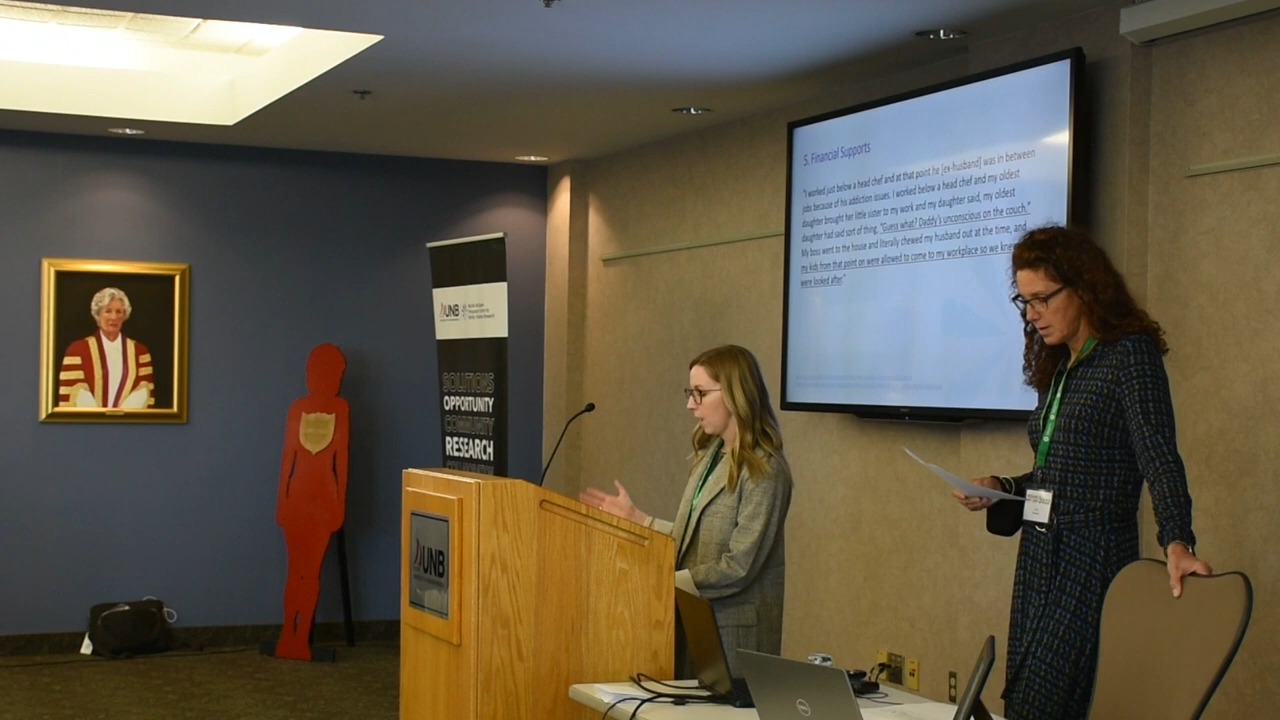 5. Financial Supports
"I worked just below a head chef and at that point he [ex-husband] was in between
jobs because of his addiction issues. I worked below a head chef and my oldest
daughter brought her little sister to my work and my daughter said, my oldest
daughter had said sort of thing, "Guess what? Daddy's unconscious on the couch."
My boss went to the house and literally chewed my husband out at the time, and
my kids from that point on were allowed to come to my workplace so we
were looked after."
UNB
SOLUTIONS
OPPORTUNITY
COMMUNITY
RESEARCH
UNB
DELL